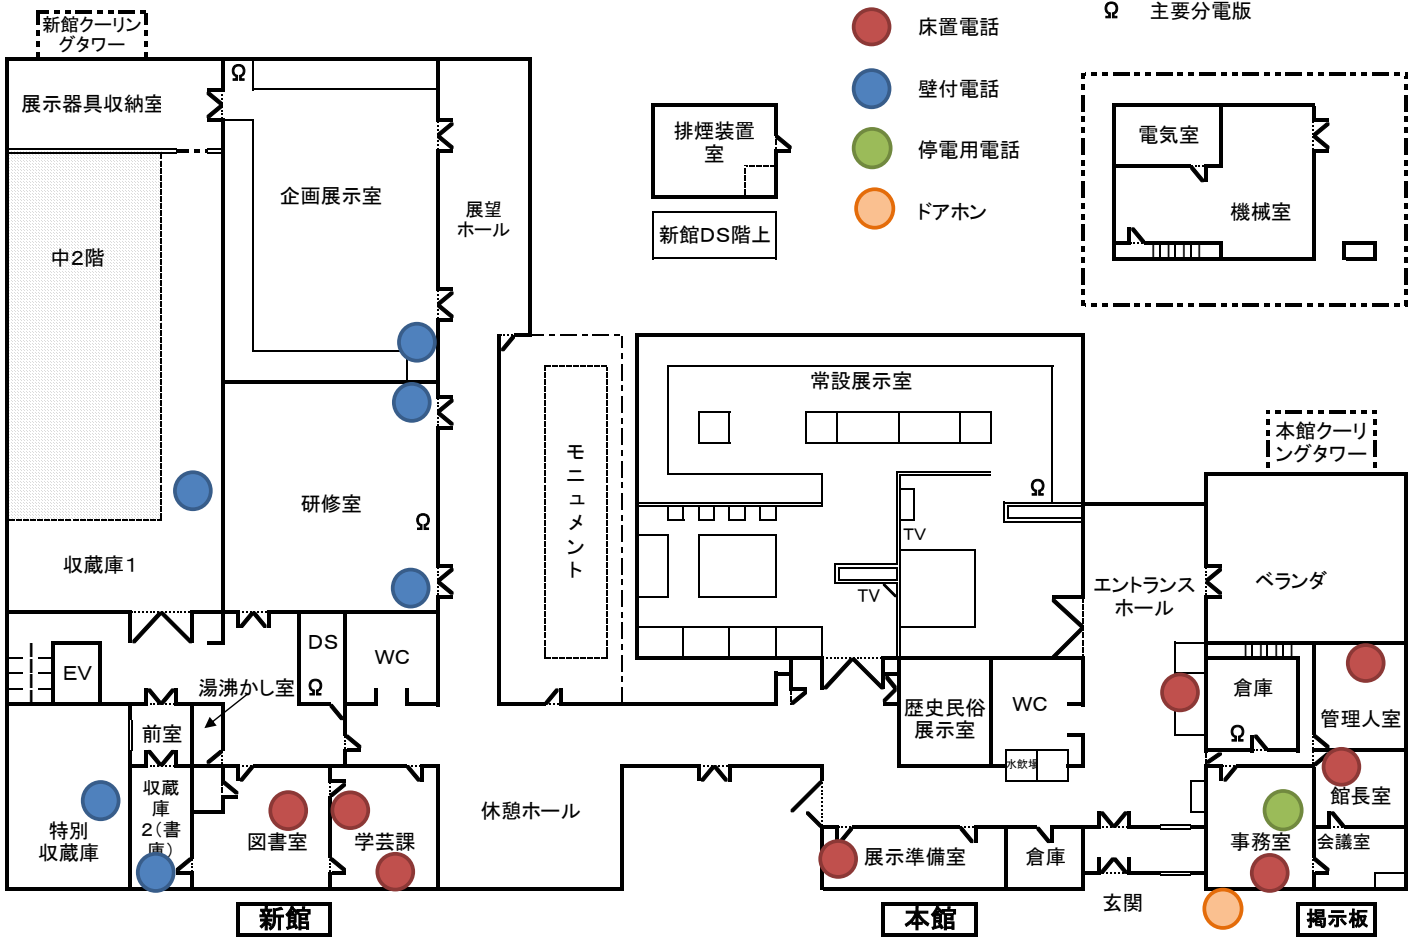 新館クーリン
グタワー
床置電話
Ω 主要分電版
壁付電話
停電用電話
ドアホン
展示器具収納室
Ω
企画展示室
展望
ホール
排煙装置
室
新館DS階上
電気室
機械室
中2階
収蔵庫1
研修室
Ω
モニュメント
常設展示室
Ω
TV
TV
エントランス
ホール
本館クーリ
ングタワー
ベランダ
EV
DS
Ω
WC
湯沸かし室
前室
特別
収蔵庫
収蔵
庫
2(書
庫)
図書室
学芸課
休憩ホール
歴史民俗
展示室
WC
水飲場
倉庫
Ω
管理人室
館長室
事務室
会議室
展示準備室
倉庫
玄関
新館
本館
掲示板